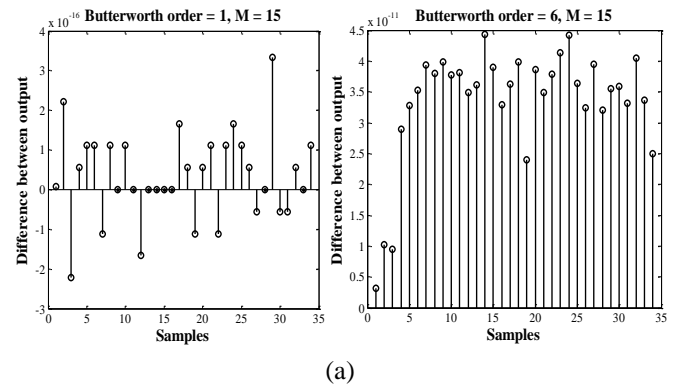 Butterworth order = 1, M = 15
x 10^-16
4
3
2
1
0
-1
-2
-3
0 5 10 15 20 25 30 35
Difference between output
Samples
Butterworth order = 6, M = 15
x 10^-11
4.5
4
3.5
3
2.5
2
1.5
1
0.5
0
0 5 10 15 20 25 30 35
Difference between output
Samples
(a)